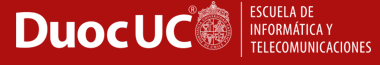 DuocUC®
ESCUELA DE
INFORMÁTICA Y
TELECOMUNICACIONES